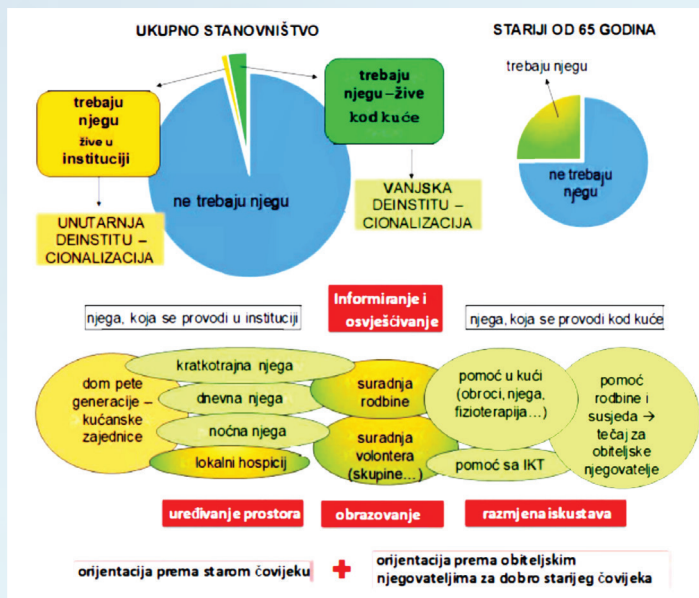 UKUPNO STANOVNIŠTVO
STARIJI OD 65 GODINA
trebaju
njegu
žive u
instituciji
trebaju
njegu – žive
kod kuće
trebaju njegu
ne trebaju njegu
ne trebaju
njegu
UNUTARNJA
DEINSTITU –
CIONALIZACIJA
VANJSKA
DEINSTITU –
CIONALIZACIJA
Informiranje i
osvješćivanje
njega, koja se provodi u instituciji
njega, koja se provodi kod kuće
dom pete
generacije –
kućanske
zajednice
kratkotrajna njega
dnevna njega
noćna njega
lokalni hospicij
suradnja
rodbine
suradnja
volontera
(skupine...)
pomoć u kući
(obroci, njega,
fizioterapija...)
pomoć sa IKT
pomoć
rodbine i
susjeda →
tečaj za
obiteljske
njegovatelje
uređivanje prostora
obrazovanje
razmjena iskustava
orijentacija prema starom čovijeku
+
orijentacija prema obiteljskim
njegovateljima za dobro starijeg čovijeka